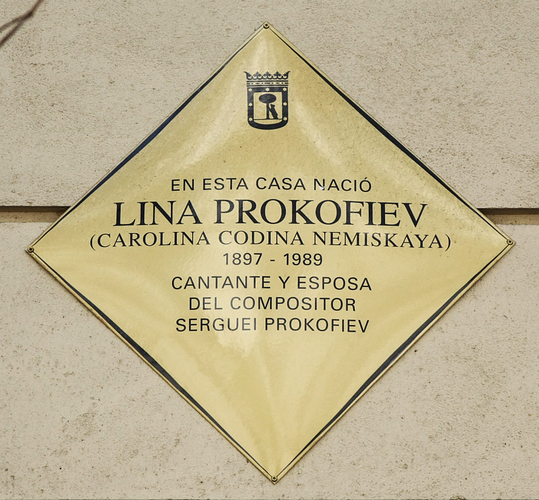 EN ESTA CASA NACIÓ
LINA PROKOFIEV
(CAROLINA CODINA NEMISKAYA)
1897 - 1989
CANTANTE Y ESPOSA
DEL COMPOSITOR
SERGUEI PROKOFIEV